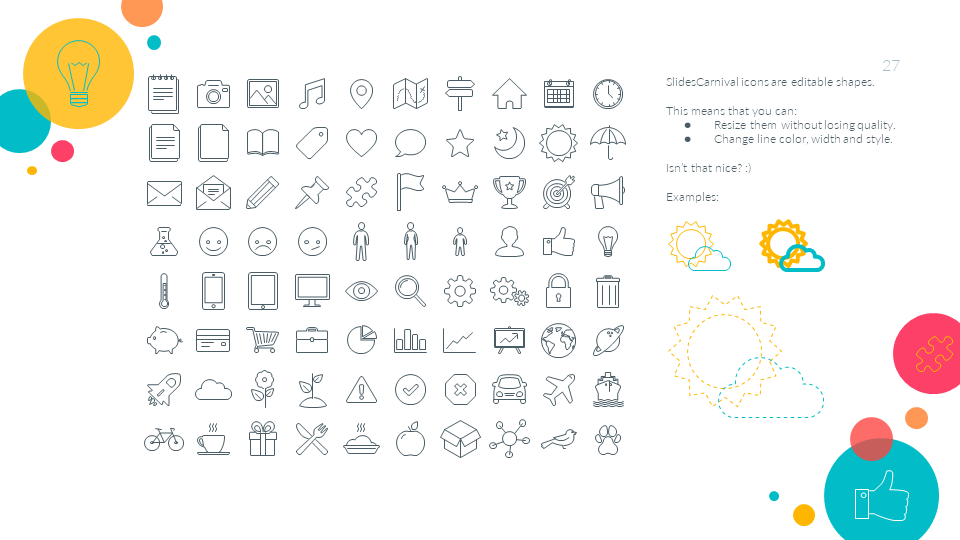 27
SlidesCarnival icons are editable shapes.
This means that you can:
● Resize them without losing quality.
● Change line color, width and style.
Isn't that nice? :)
Examples: